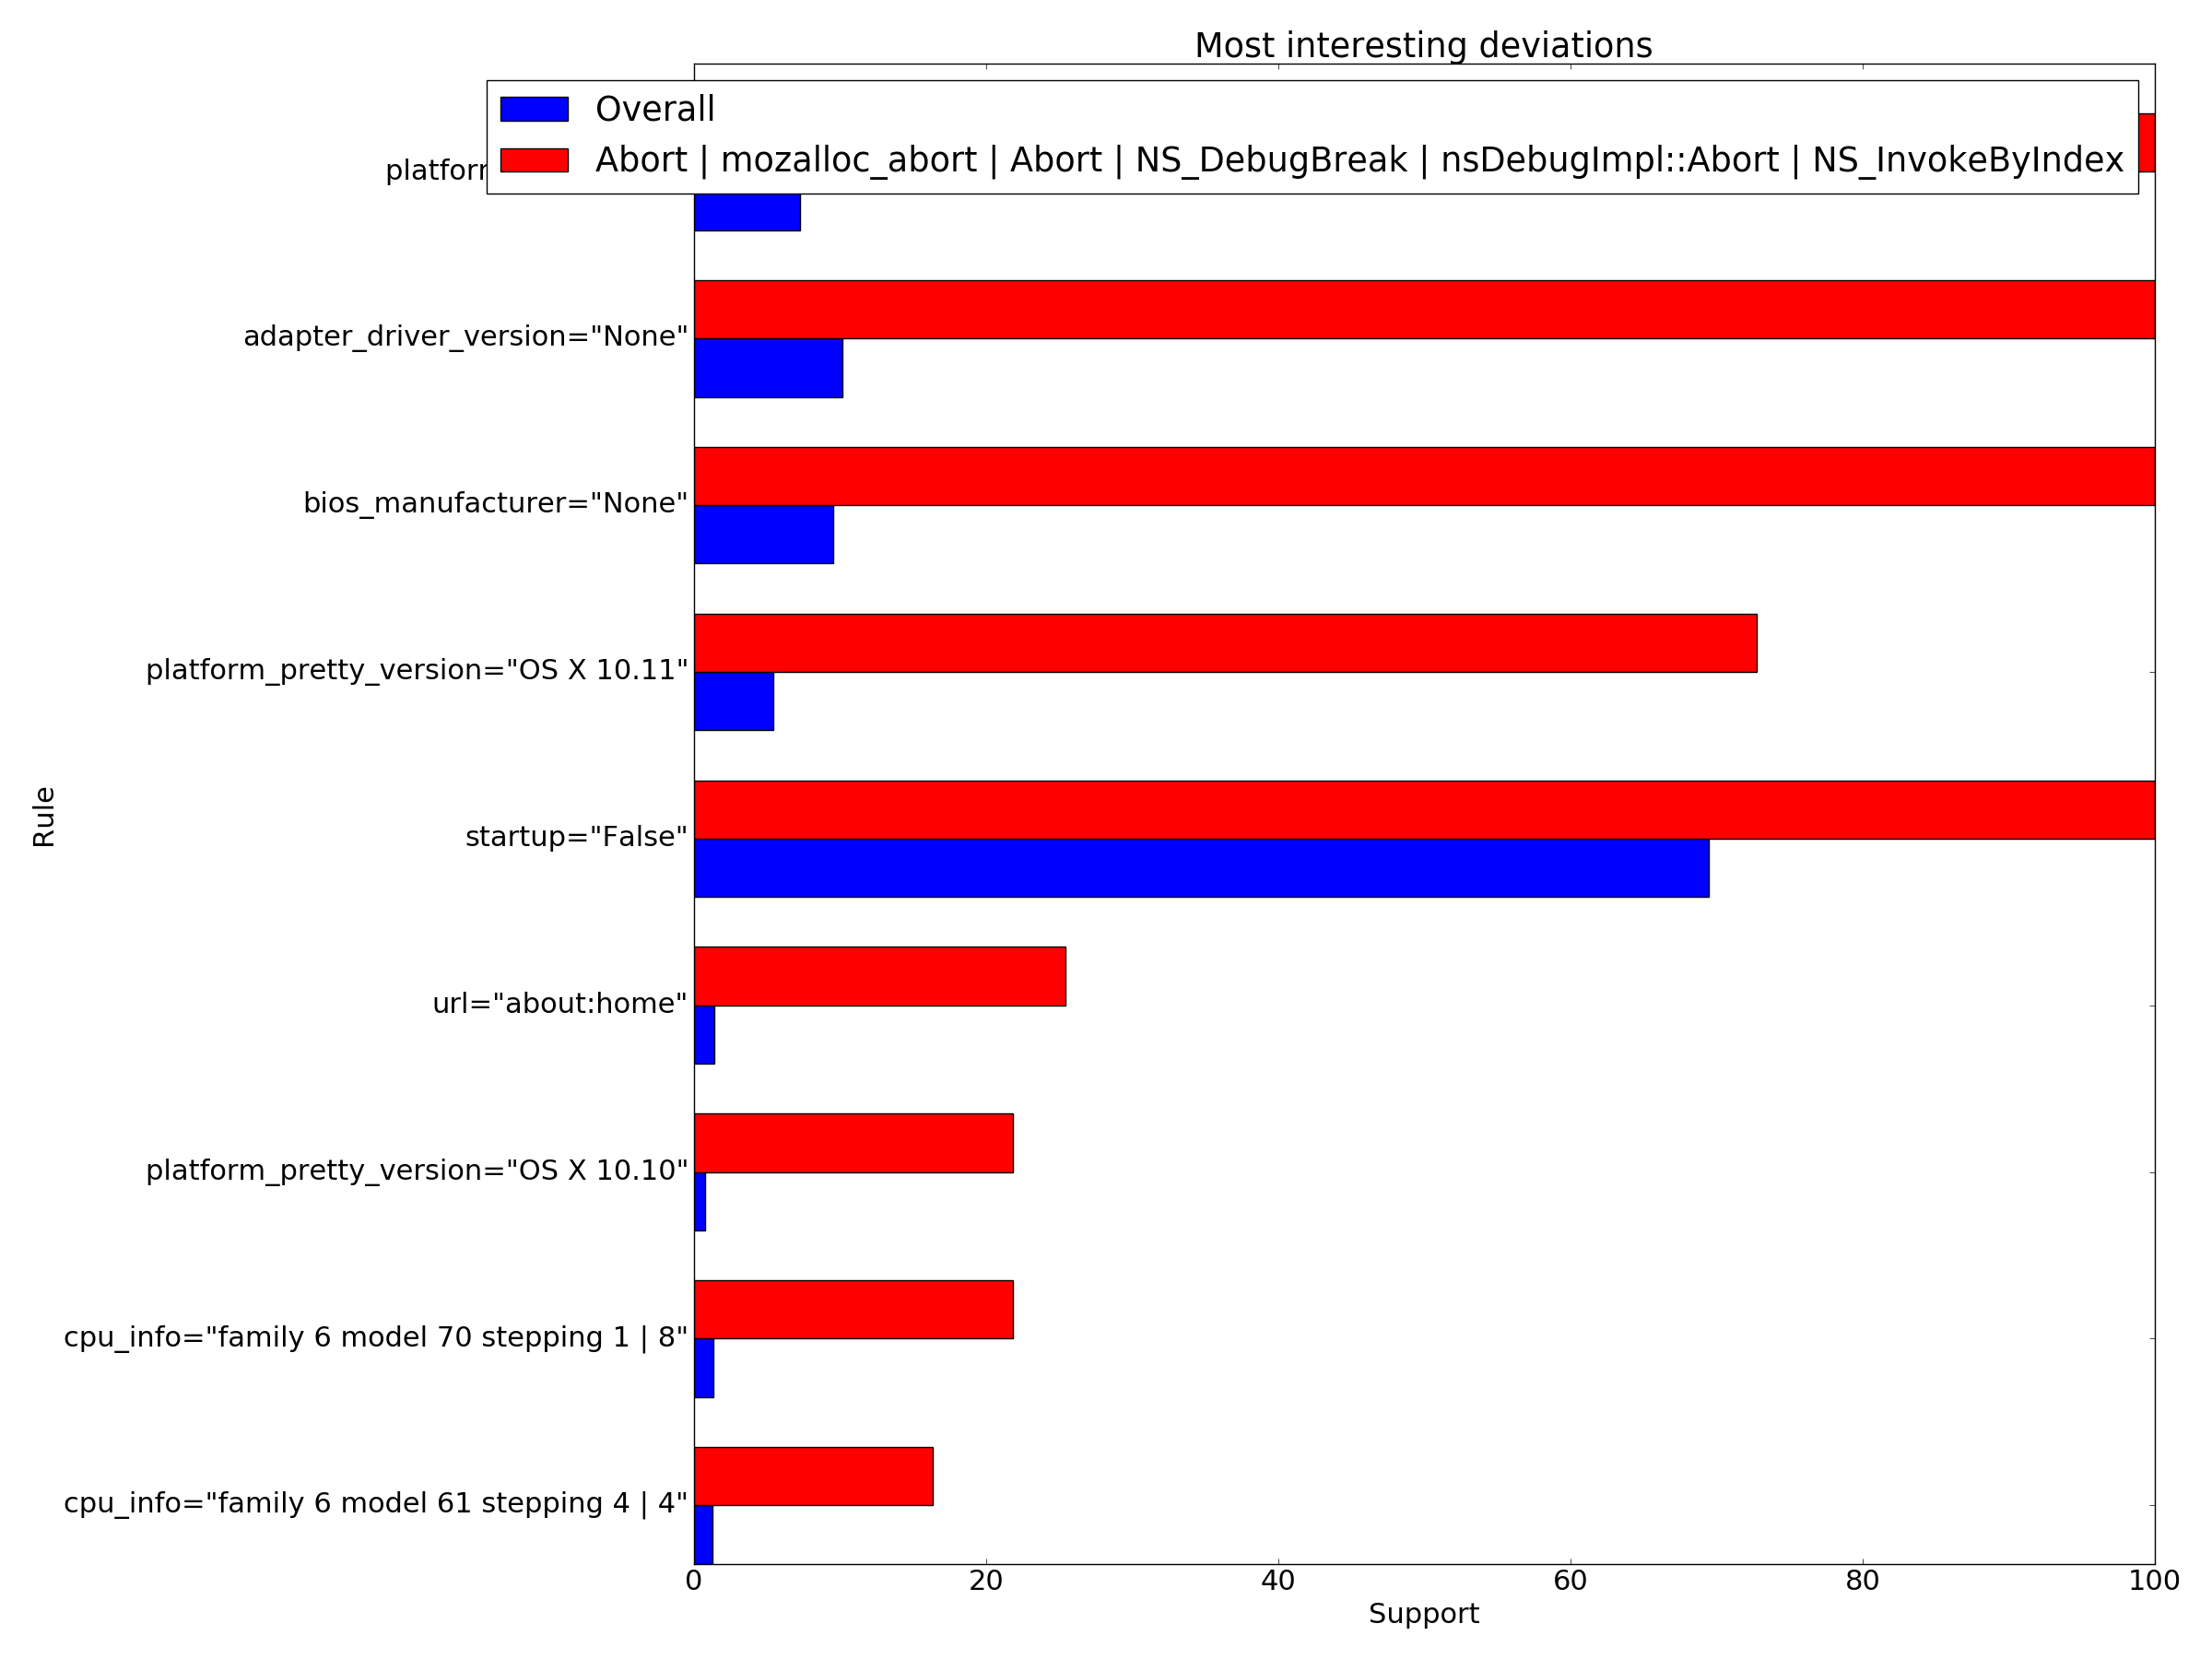 Most interesting deviations
Overall
Abort | mozalloc_abort | Abort | NS_DebugBreak | nsDebugImpl::Abort | NS_InvokeByIndex
adapter_driver_version="None"
bios_manufacturer="None"
platform_pretty_version="OS X 10.11"
startup="False"
url="about:home"
platform_pretty_version="OS X 10.10"
cpu_info="family 6 model 70 stepping 1 | 8"
cpu_info="family 6 model 61 stepping 4 | 4"
Rule
0 20 40 60 80 100
Support